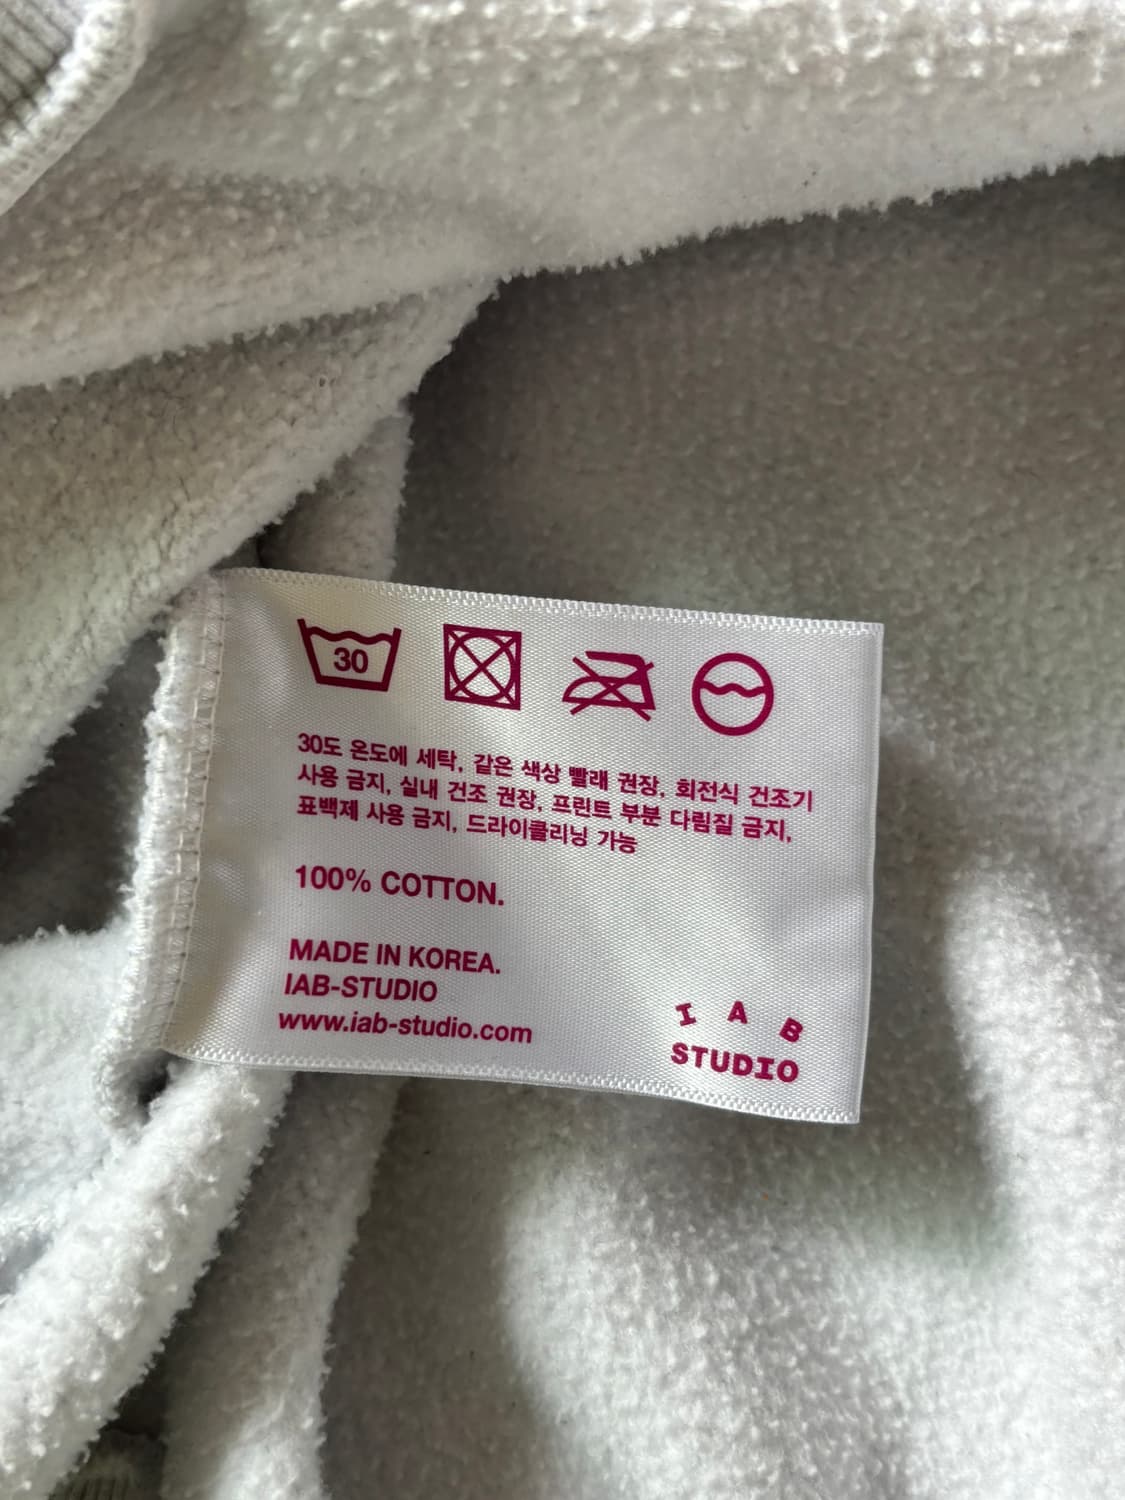 30
30도 온도에 세탁, 같은 색상 빨래 권장, 회전식 건조기
사용 금지, 실내 건조 권장, 프린트 부분 다림질 금지,
표백제 사용 금지, 드라이클리닝 가능
100% COTTON.
MADE IN KOREA.
IAB-STUDIO
www.iab-studio.com
I A B
STUDIO